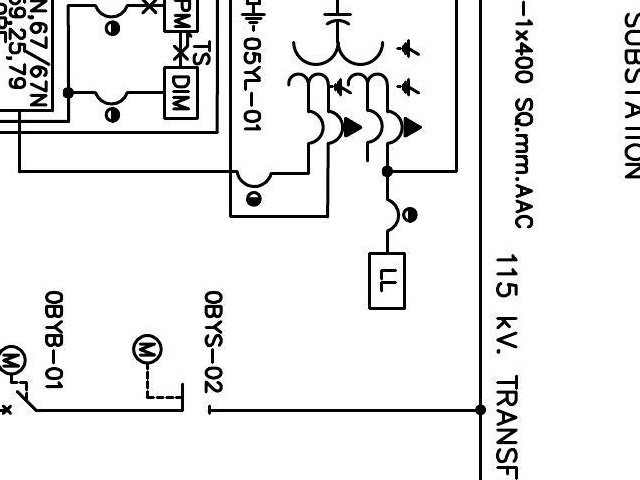 SUBSTATION
-1x400 SQ.mm.AAC
115 kV. TRANSF
05YL-01
TS
PM
DIM
N,67/67N
59,25,79
LL
0BYS-02
0BYB-01
M
M